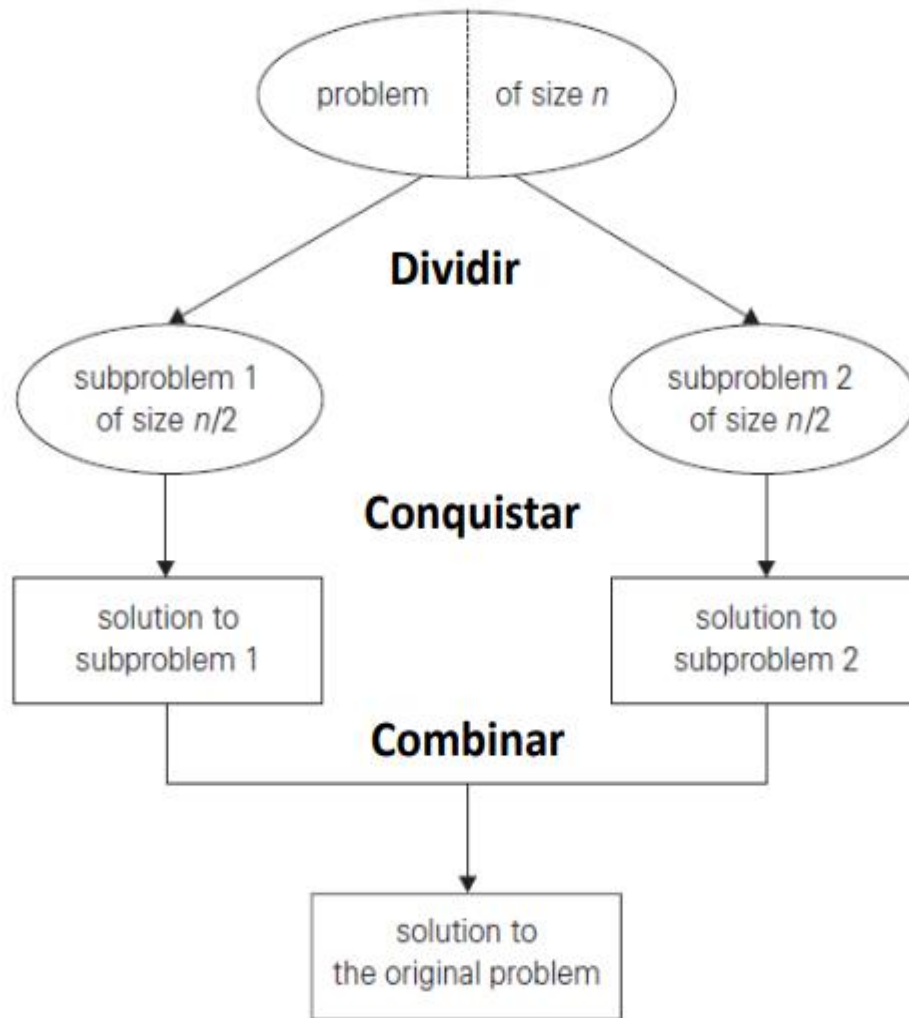 problem of size n
Dividir
subproblem 1
of size n/2
subproblem 2
of size n/2
Conquistar
solution to
subproblem 1
solution to
subproblem 2
Combinar
solution to
the original problem